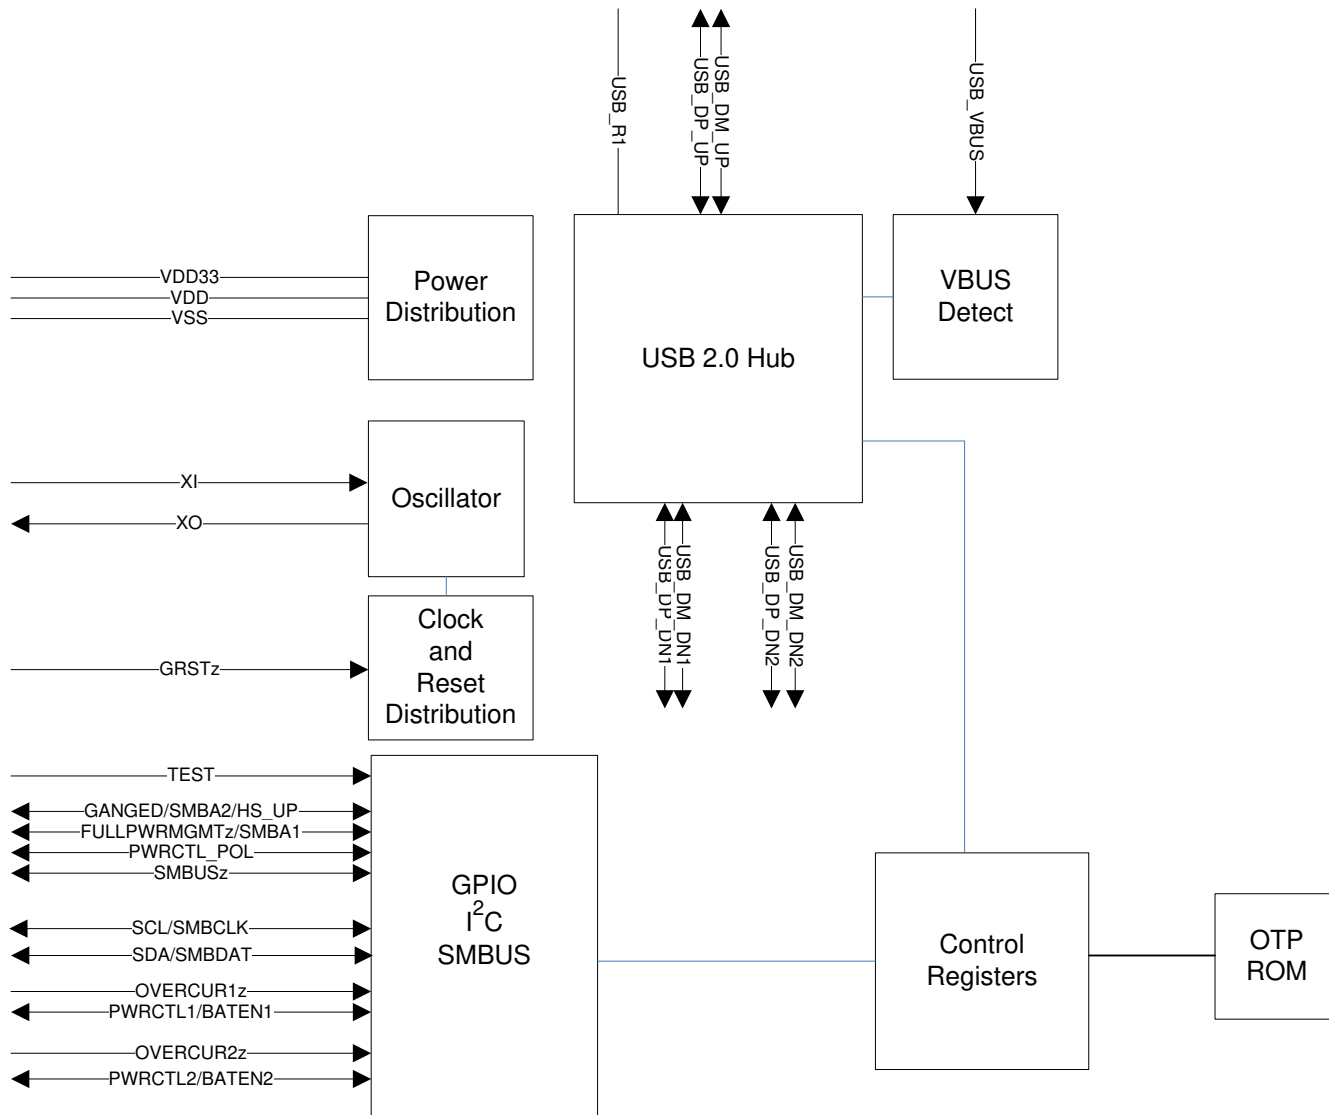 USB_R1
USB_DP_UP
USB_DM_UP
USB_VBUS
VDD33
VDD
VSS
Power
Distribution
USB 2.0 Hub
VBUS
Detect
XI
XO
Oscillator
USB_DP_DN1
USB_DM_DN1
USB_DP_DN2
USB_DM_DN2
GRSTz
Clock
and
Reset
Distribution
TEST
GANGED/SMBA2/HS_UP
FULLPWRMGMTz/SMBA1
PWRCTL_POL
SMBUSz
SCL/SMBCLK
SDA/SMBDAT
OVERCUR1z
PWRCTL1/BATEN1
OVERCUR2z
PWRCTL2/BATEN2
GPIO
I²C
SMBUS
Control
Registers
OTP
ROM